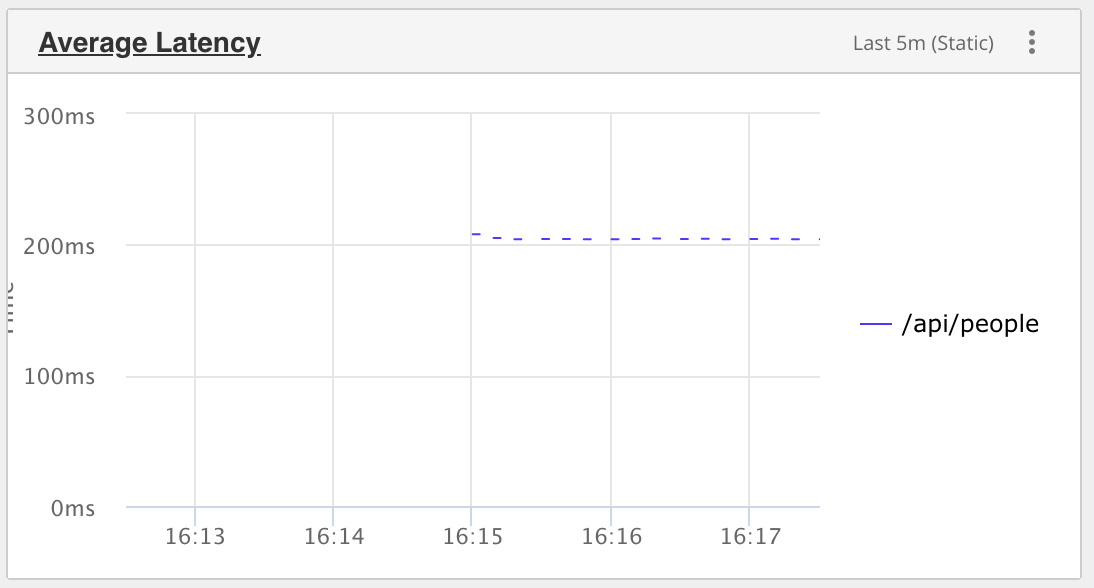 Average Latency
Last 5m (Static)
300ms
200ms
100ms
0ms
16:13
16:14
16:15
16:16
16:17
/api/people